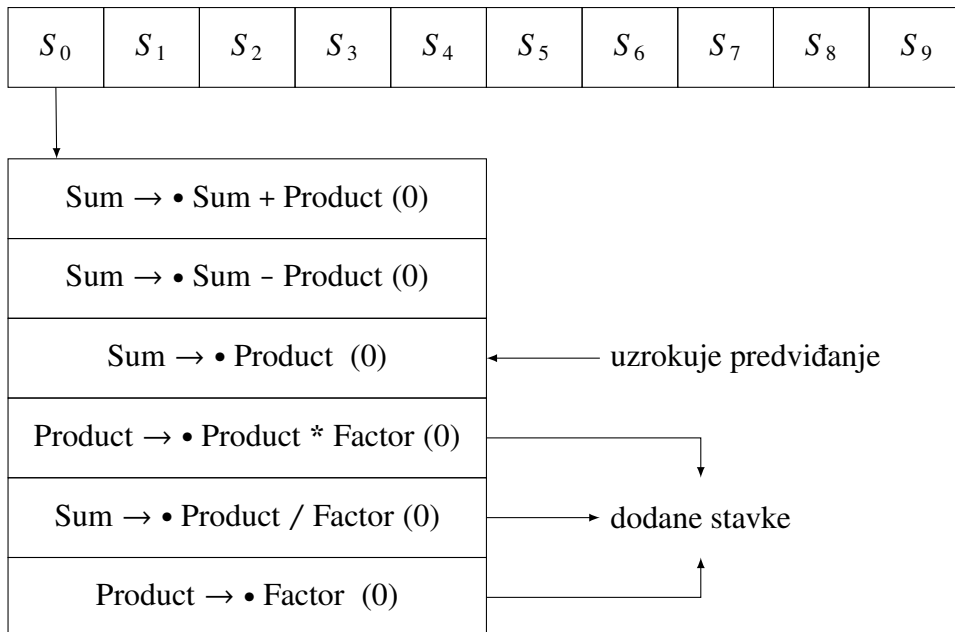 S₀ S₁ S₂ S₃ S₄ S₅ S₆ S₇ S₈ S₉
Sum → • Sum + Product (0)
Sum → • Sum − Product (0)
Sum → • Product (0)
uzrokuje predviđanje
Product → • Product * Factor (0)
Sum → • Product / Factor (0)
dodane stavke
Product → • Factor (0)